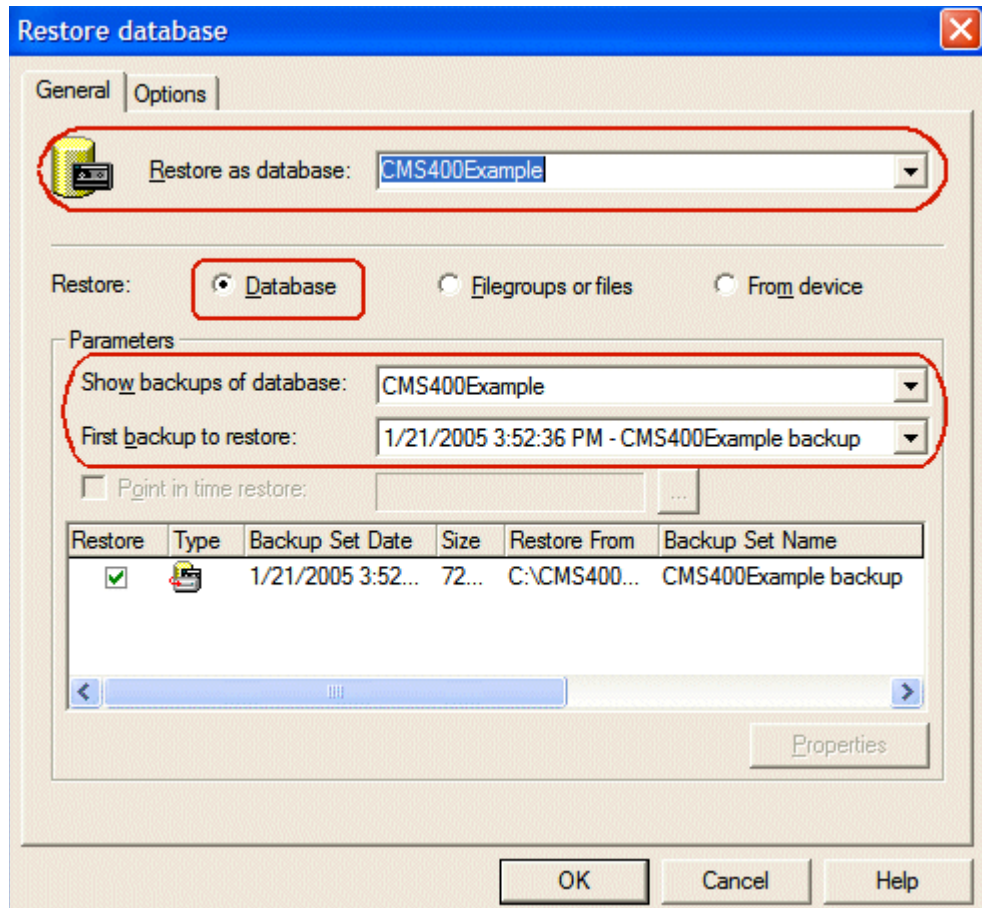 Restore database
General Options
Restore as database: CMS400Example
Restore: Database Filegroups or files From device
Parameters
Show backups of database: CMS400Example
First backup to restore: 1/21/2005 3:52:36 PM - CMS400Example backup
Point in time restore: ...
Restore Type Backup Set Date Size Restore From Backup Set Name
1/21/2005 3:52... 72... C:\CMS400... CMS400Example backup
Properties
OK Cancel Help